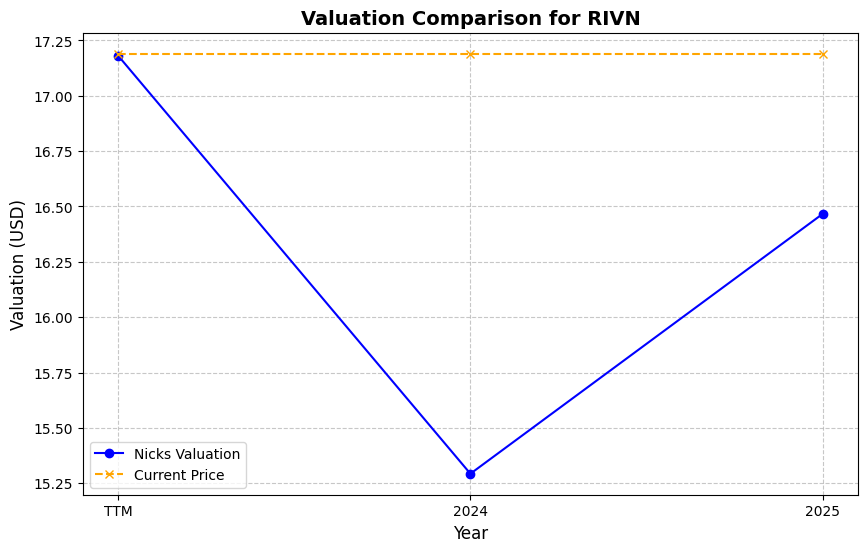 Valuation Comparison for RIVN
17.25
17.00
16.75
16.50
16.25
16.00
15.75
15.50
15.25
Valuation (USD)
Nicks Valuation
Current Price
TTM 2024 2025
Year